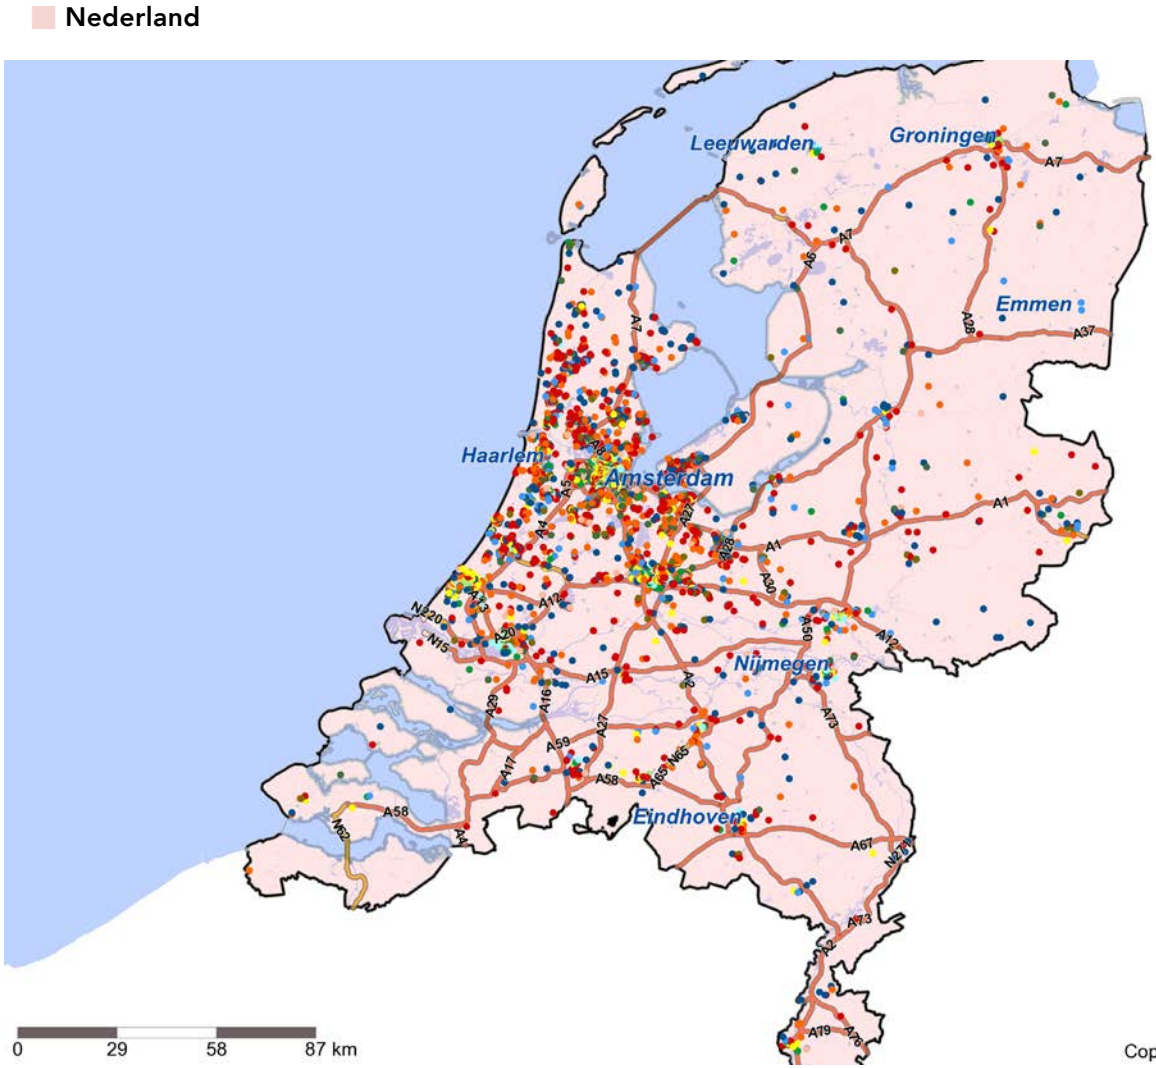 Nederland
Leeuwarden
Groningen
A7
A7
A6
Emmen
A28
A37
A7
A8
Haarlem
Amsterdam
A5
A1
A27
A4
A28
A1
A30
A13
A12
N220
A20
N15
A50
A12
Nijmegen
A15
A2
A29
A16
A73
A27
A59
N65
A17
A58
A65
A58
N62
A4
Eindhoven
A67
N271
A73
A2
A79
A76
0 29 58 87 km
Cop